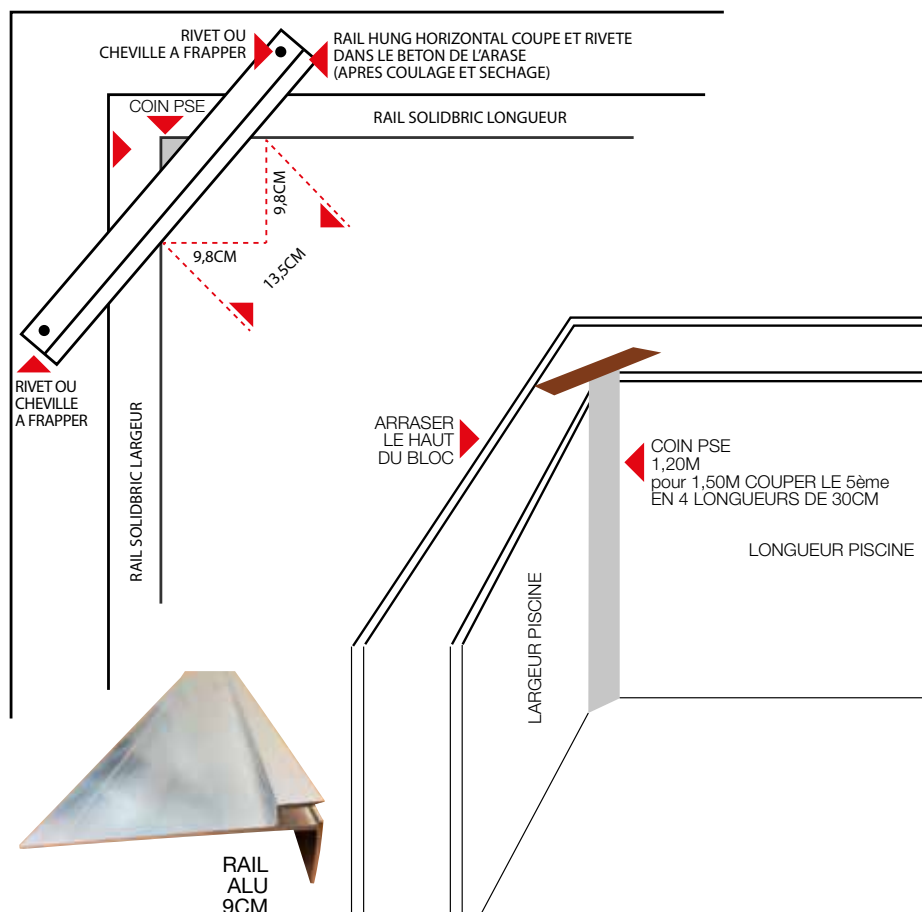 RIVET OU
CHEVILLE A FRAPPER
RAIL HUNG HORIZONTAL COUPE ET RIVETE
DANS LE BETON DE L'ARASE
(APRES COULAGE ET SECHAGE)
COIN PSE
RAIL SOLIDBRIC LONGUEUR
9,8CM
9,8CM
13,5CM
RIVET OU
CHEVILLE
A FRAPPER
RAIL SOLIDBRIC LARGEUR
ARRASER
LE HAUT
DU BLOC
COIN PSE
1,20M
pour 1,50M COUPER LE 5ème
EN 4 LONGUEURS DE 30CM
LONGUEUR PISCINE
LARGEUR PISCINE
RAIL
ALU
9CM